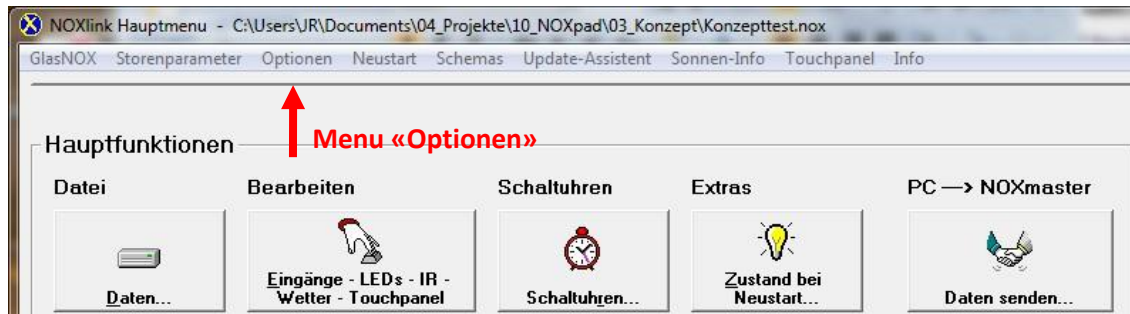 NOXlink Hauptmenu - C:\Users\JR\Documents\04_Projekte\10_NOXpad\03_Konzept\Konzepttest.nox
GlasNOX Storenparameter Optionen Neustart Schemas Update-Assistent Sonnen-Info Touchpanel Info
Menu «Optionen»
Hauptfunktionen
Datei Bearbeiten Schaltuhren Extras PC —> NOXmaster
Daten...
Eingänge - LEDs - IR -
Wetter - Touchpanel
Schaltuhren...
Zustand bei
Neustart...
Daten senden...